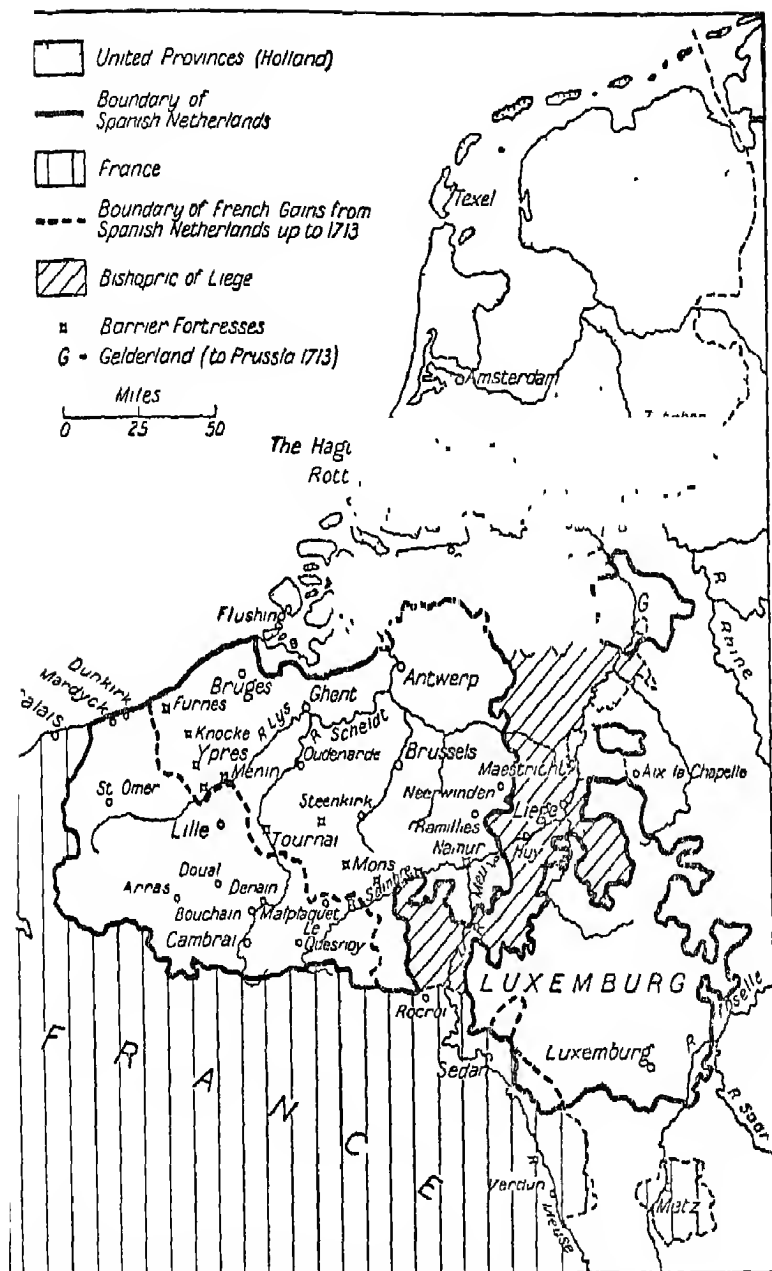 United Provinces (Holland)
Boundary of
Spanish Netherlands
France
Boundary of French Gains from
Spanish Netherlands up to 1713
Bishopric of Liege
Barrier Fortresses
G - Gelderland (to Prussia 1713)
Miles
0 25 50
Texel
Amsterdam
The Hag
Rott
Flushing
G
R
Rhine
Dunkirk
Mardyck
Calais
Furnes
Bruges
Ghent
Antwerp
Knocke
Ypres
R Lys
R Scheldt
Menin
Oudenarde
Brussels
Maestricht
Aix la Chapelle
St Omer
Neerwinden
Steenkirk
Liege
Lille
Tournai
Ramillies
Namur
Huy
Mons
Sambre
Douai
Arras
Denain
Bouchain
Malplaquet
Le
Quesnoy
Cambrai
LUXEMBURG
Rocroi
Sedan
Luxemburg
R Moselle
R Saar
FRANCE
Verdun
R Meuse
Metz